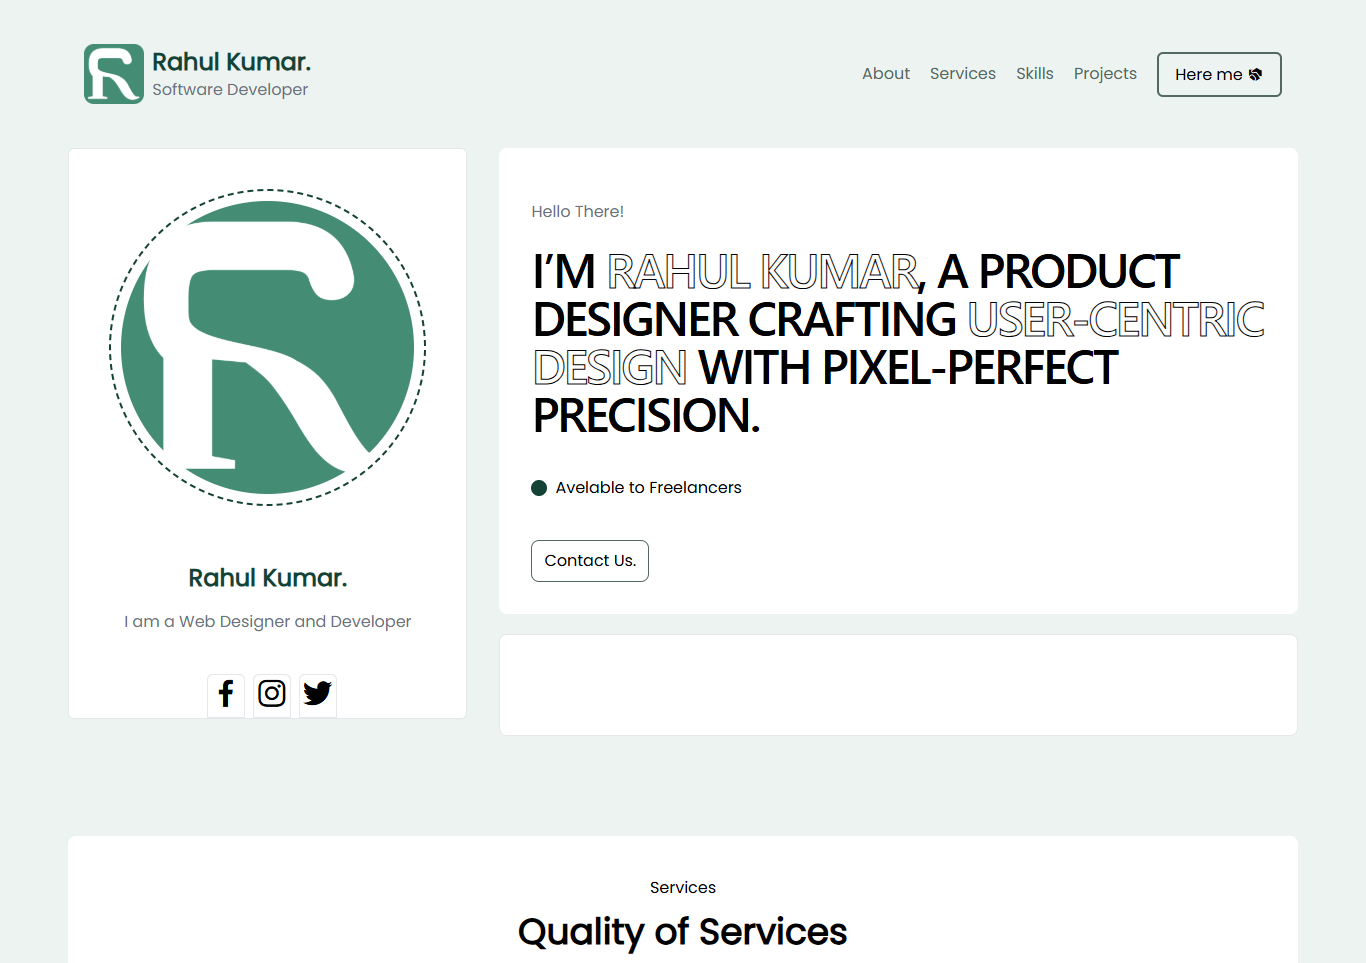 Rahul Kumar.
Software Developer
About
Services
Skills
Projects
Here me
Hello There!
I’M RAHUL KUMAR, A PRODUCT
DESIGNER CRAFTING USER-CENTRIC
DESIGN WITH PIXEL-PERFECT
PRECISION.
Avelable to Freelancers
Contact Us.
Rahul Kumar.
I am a Web Designer and Developer
Services
Quality of Services